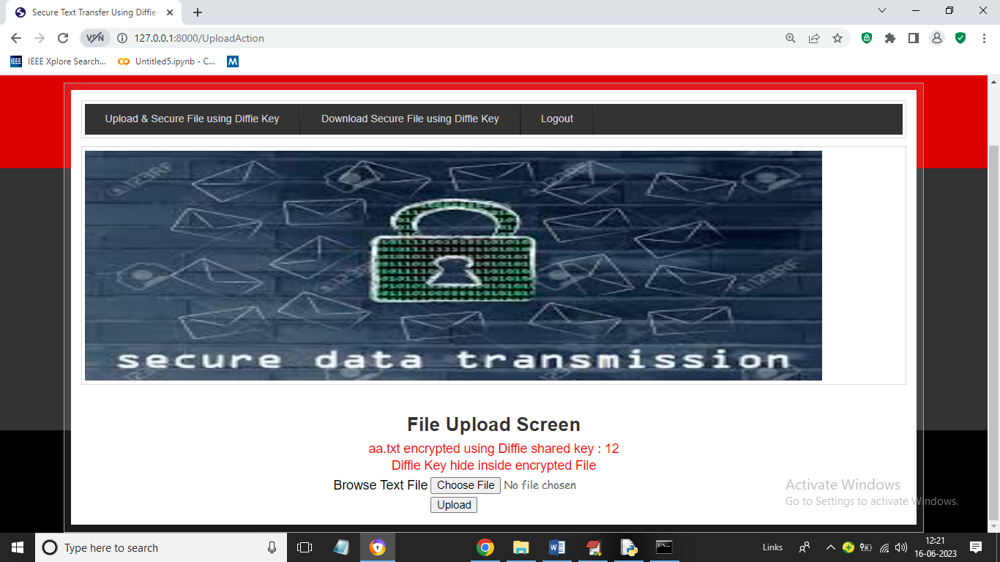 Secure Text Transfer Using Diffie-
VPN
127.0.0.1:8000/UploadAction
IEEE
IEEE Xplore Search...
Untitled5.ipynb - C...
M
Upload & Secure File using Diffie Key
Download Secure File using Diffie Key
Logout
secure data transmission
File Upload Screen
aa.txt encrypted using Diffie shared key : 12
Diffie Key hide inside encrypted File
Browse Text File Choose File No file chosen
Upload
Activate Windows
Go to Settings to activate Windows.
Type here to search
Links
12:21
16-06-2023